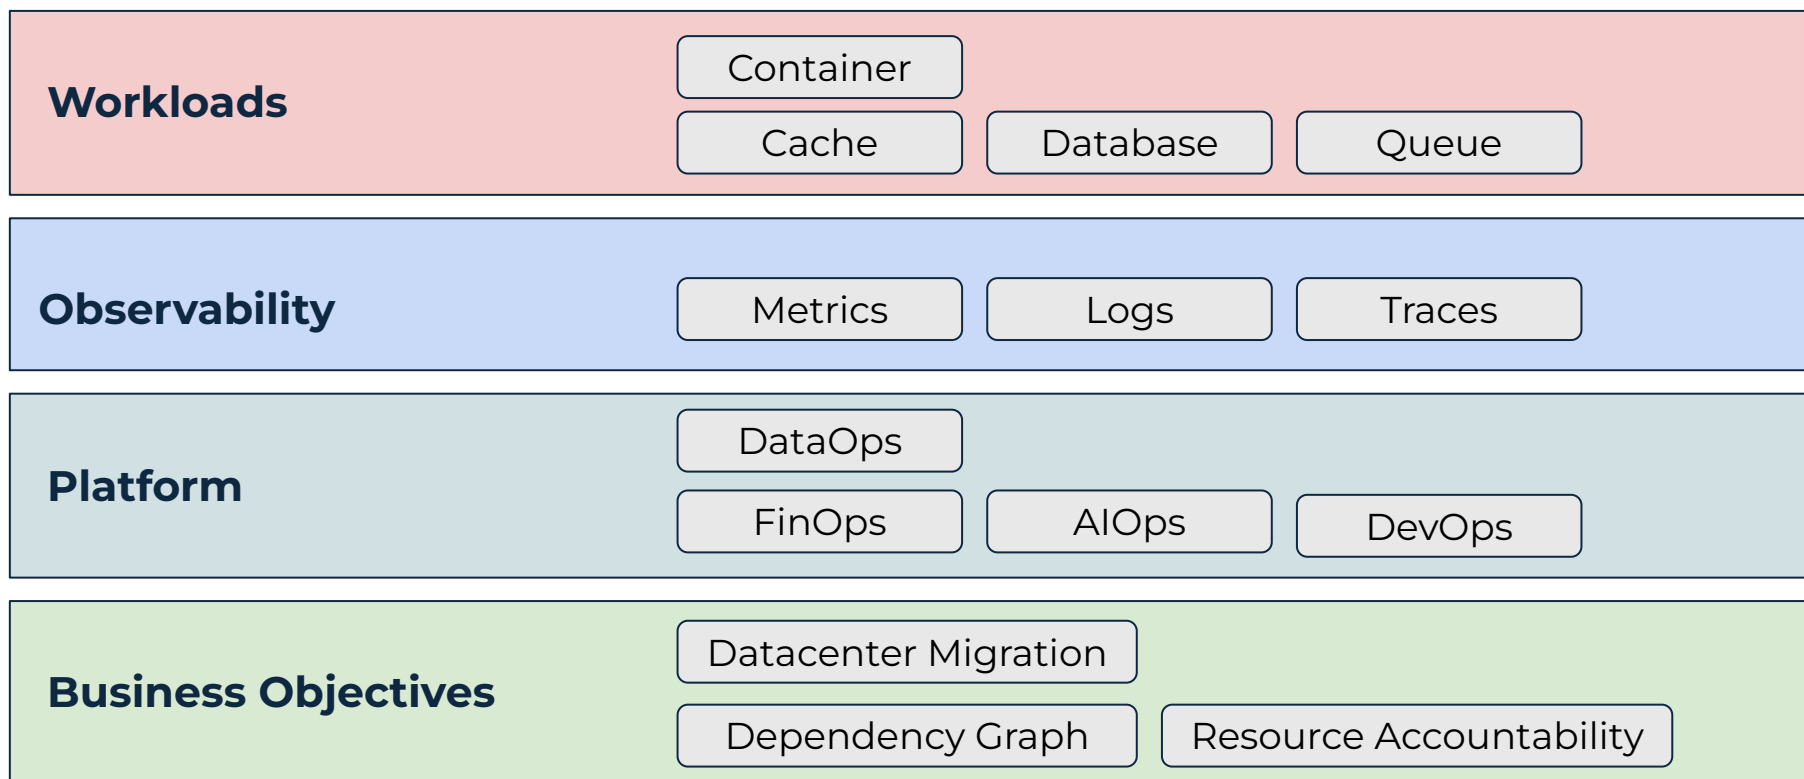 Workloads
Container
Cache
Database
Queue
Observability
Metrics
Logs
Traces
Platform
DataOps
FinOps
AIOps
DevOps
Business Objectives
Datacenter Migration
Dependency Graph
Resource Accountability